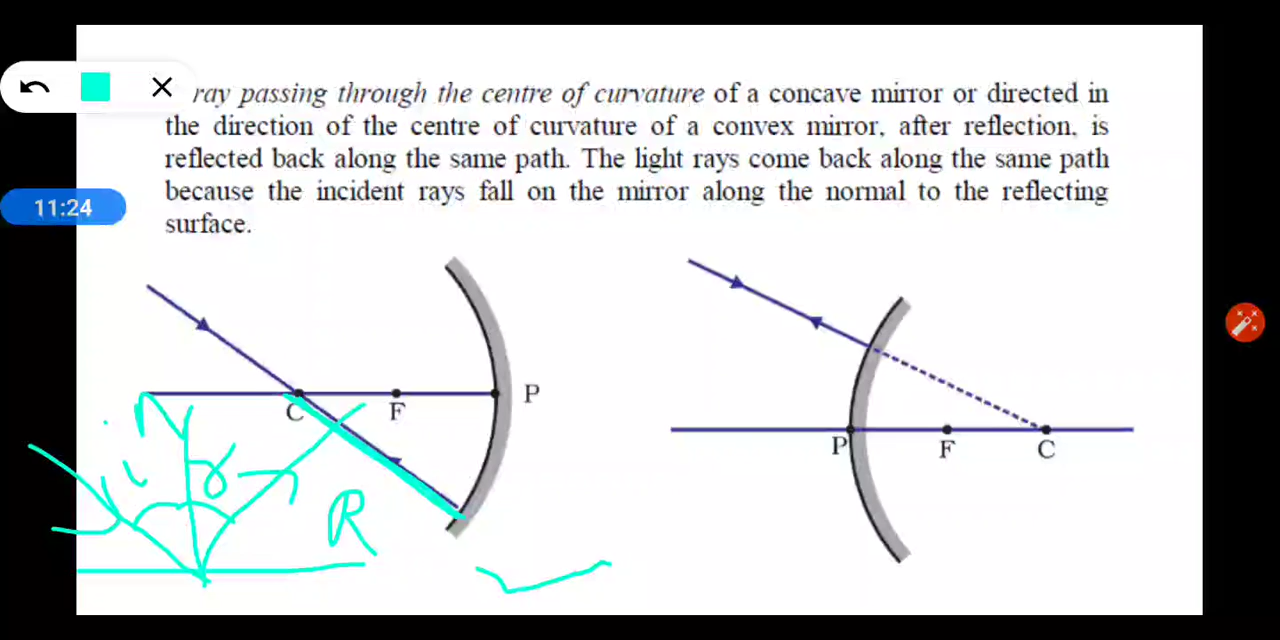 ray passing through the centre of curvature of a concave mirror or directed in
the direction of the centre of curvature of a convex mirror, after reflection, is
reflected back along the same path. The light rays come back along the same path
because the incident rays fall on the mirror along the normal to the reflecting
surface.
11:24
C F P
P F C
N
i r
R